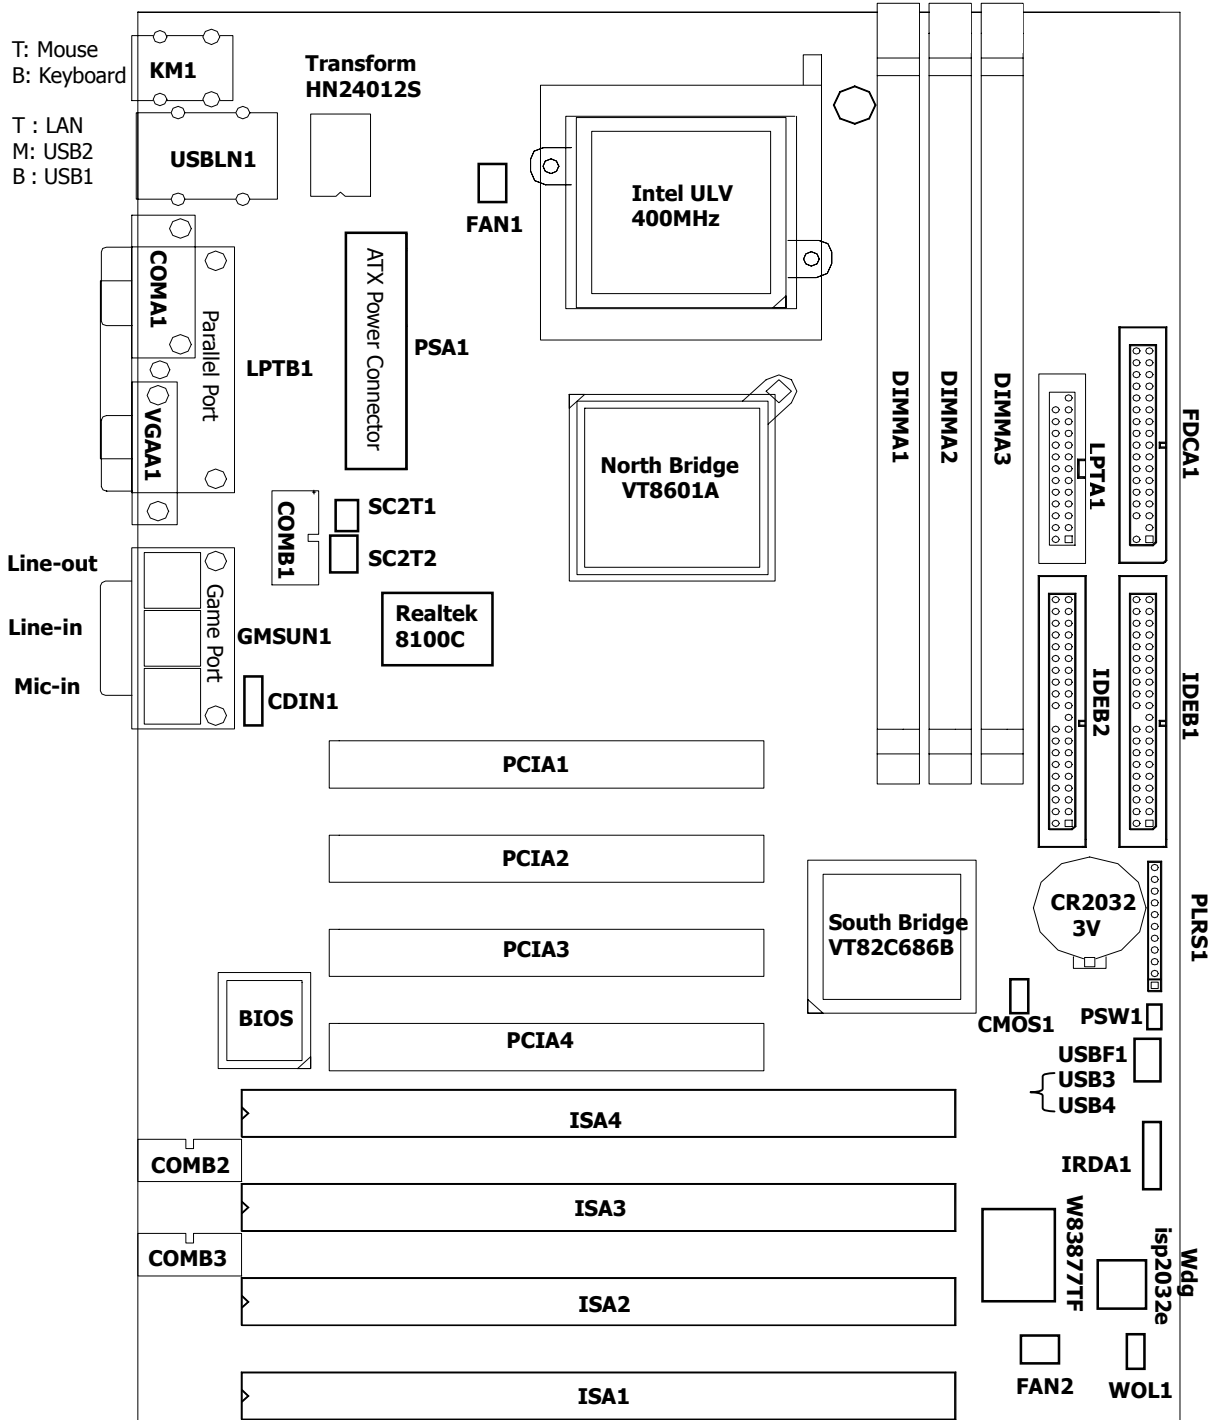 T: Mouse
B: Keyboard
KM1
Transform
HN24012S
T : LAN
M: USB2
B : USB1
USBLN1
FAN1
Intel ULV
400MHz
COMA1
Parallel Port
LPTB1
ATX Power Connector
PSA1
VGAA1
DIMMA1
DIMMA2
DIMMA3
LPTA1
FDCA1
North Bridge
VT8601A
COMB1
SC2T1
SC2T2
Line-out
Line-in
Mic-in
Game Port
GMSUN1
Realtek
8100C
CDIN1
IDEB2
IDEB1
PCIA1
PCIA2
PCIA3
PCIA4
South Bridge
VT82C686B
CR2032
3V
PLRS1
BIOS
CMOS1
PSW1
USBF1
USB3
USB4
ISA4
COMB2
IRDA1
ISA3
COMB3
W83877TF
isp2032e
Wdg
ISA2
FAN2
WOL1
ISA1